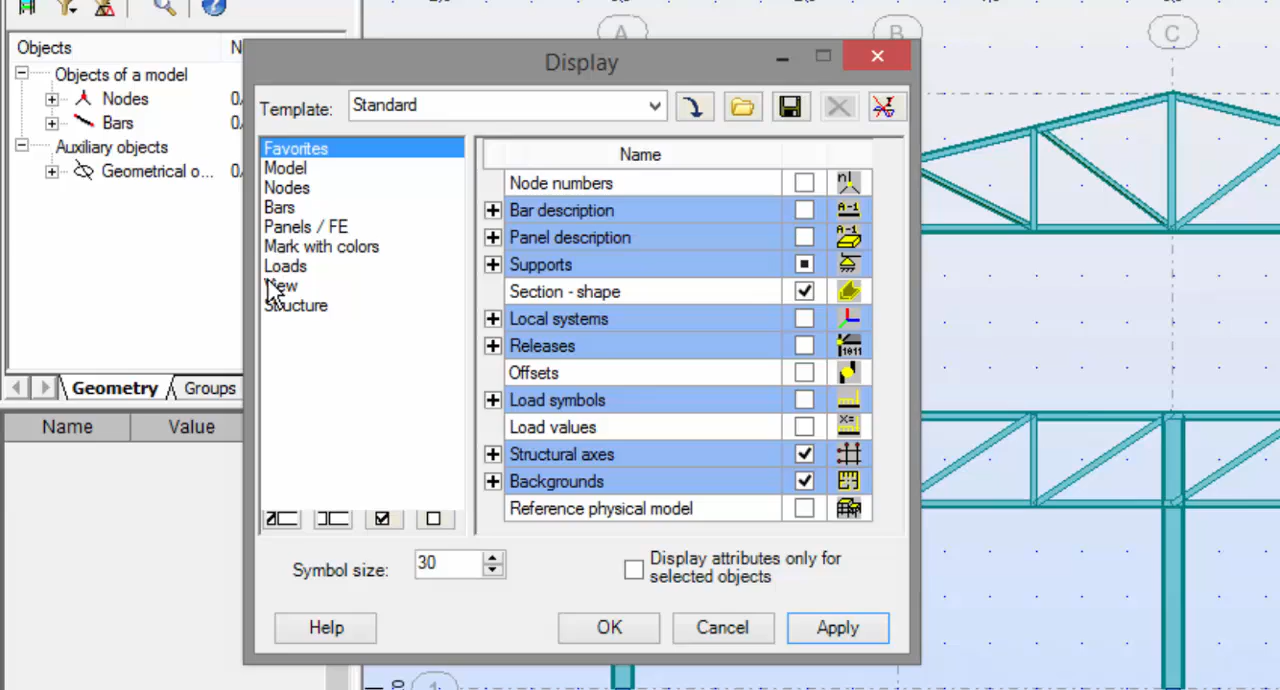 A
B
C
Objects
N
Objects of a model
Nodes
0
Bars
0
Auxiliary objects
Geometrical o...
0
Geometry
Groups
Name
Value
Display
Template:
Standard
Favorites
Model
Nodes
Bars
Panels / FE
Mark with colors
Loads
View
Structure
Name
Node numbers
Bar description
Panel description
Supports
Section - shape
Local systems
Releases
Offsets
Load symbols
Load values
Structural axes
Backgrounds
Reference physical model
Symbol size:
30
Display attributes only for
selected objects
Help
OK
Cancel
Apply